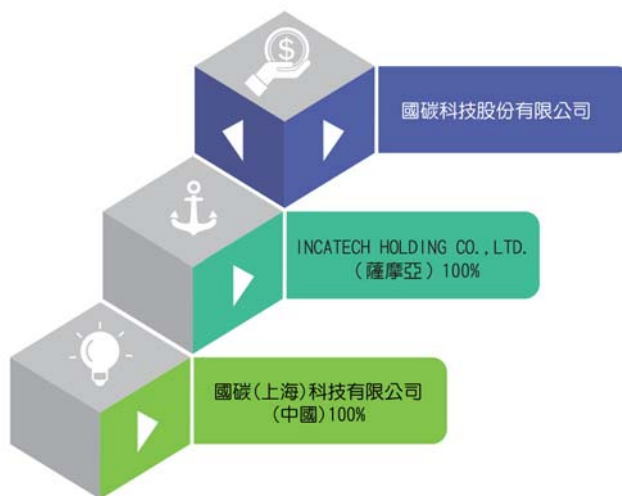 $
國碳科技股份有限公司
INCATECH HOLDING CO.,LTD.
(薩摩亞) 100%
國碳(上海)科技有限公司
(中國)100%